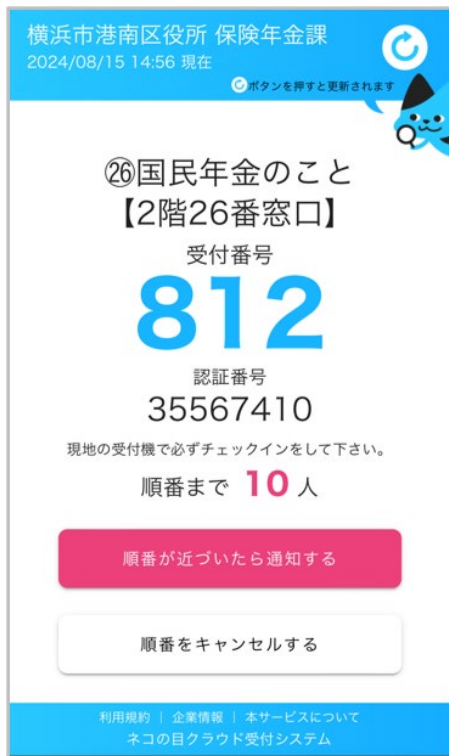 横浜市港南区役所 保険年金課
2024/08/15 14:56 現在
ボタンを押すと更新されます
㉖国民年金のこと
【2階26番窓口】
受付番号
812
認証番号
35567410
現地の受付機で必ずチェックインをして下さい。
順番まで 10 人
順番が近づいたら通知する
順番をキャンセルする
利用規約 | 企業情報 | 本サービスについて
ネコの目クラウド受付システム